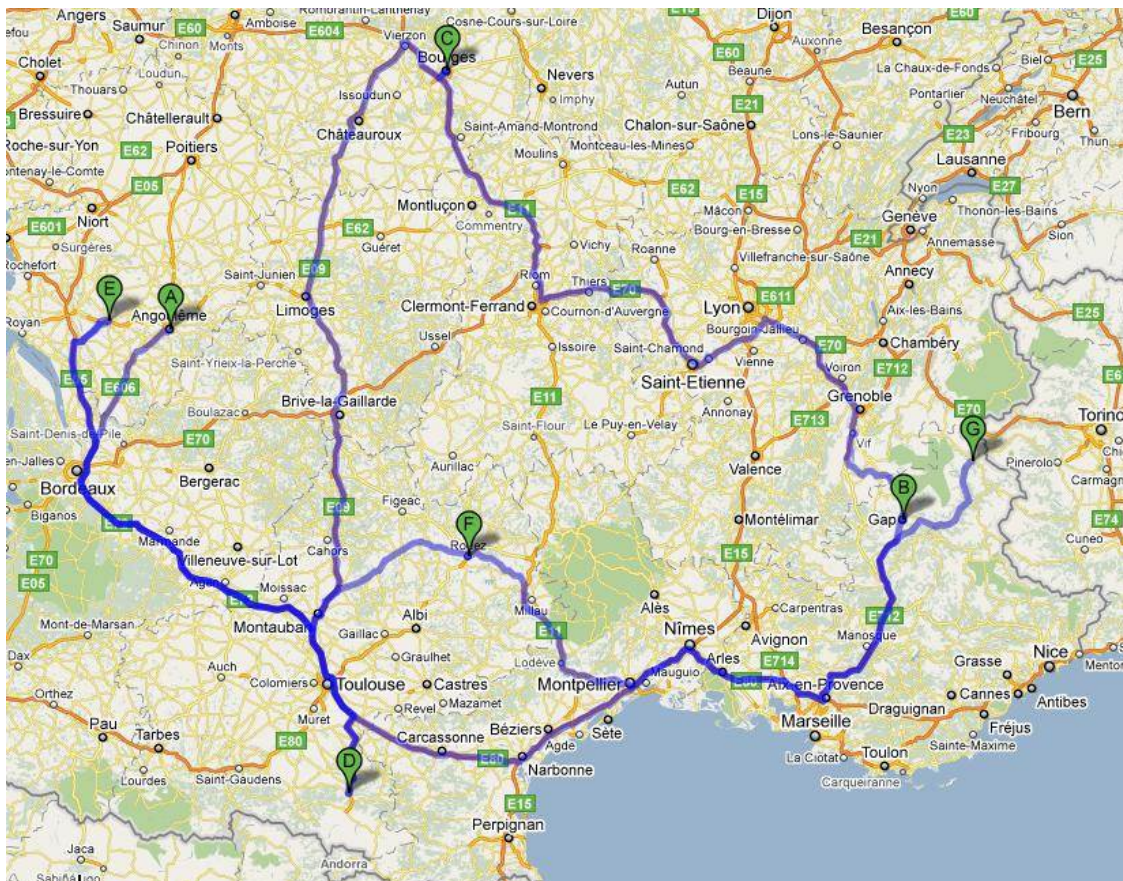 Angers
Saumur
E60
Romorantin-Lanthenay
Amboise
E604
Cosne-Cours-sur-Loire
Dijon
E60
Besançon
Cholet
Chinon
Monts
Vierzon
C
Bourges
E60
Auxonne
Biel
E25
Loudun
Thouars
Issoudun
Nevers
Imphy
Autun
Beaune
La Chaux-de-Fonds
Neuchâtel
Bern
Bressuire
Châtellerault
Châteauroux
E21
Pontarlier
Fribourg
Thun
Roche-sur-Yon
E62
Poitiers
Saint-Amand-Montrond
Chalon-sur-Saône
Montceau-les-Mines
Lons-le-Saunier
E23
Moulins
Lausanne
E05
Niort
Montluçon
E62
E15
Nyon
E27
Thonon-les-Bains
Commentry
E11
Mâcon
E601
Surgères
E62
Guéret
Bourg-en-Bresse
Genève
E21
Annemasse
Sion
Vichy
Roanne
Villefranche-sur-Saône
Rochefort
E
A
Saint-Junien
E09
Riom
Thiers
E70
Annecy
Angoulême
Limoges
Clermont-Ferrand
Cournon-d'Auvergne
Lyon
E611
Aix-les-Bains
E25
Royan
Saint-Yrieix-la-Perche
Ussel
Issoire
Saint-Chamond
Bourgoin-Jallieu
E70
Chambéry
Vienne
Voiron
E712
E606
Saint-Etienne
Boulazac
Brive-la-Gaillarde
E11
Annonay
E713
Grenoble
E70
Torino
Saint-Denis-de-Pile
E70
Saint-Flour
Le Puy-en-Velay
Vif
G
Pinerolo
Bordeaux
Bergerac
Aurillac
Valence
Carmagn
Biganos
Figeac
B
E09
F
Gap
Montélimar
E74
Marmande
Villeneuve-sur-Lot
Cahors
Rodez
Cuneo
E70
E05
Agen
Moissac
E15
Mont-de-Marsan
Montauban
Albi
Millau
Alès
Carpentras
E712
Gaillac
Nîmes
Avignon
Manosque
Dax
Auch
Graulhet
Lodève
Arles
E714
Nice
Grasse
Menton
Orthez
Colomiers
Toulouse
Castres
Montpellier
Mauguio
E80
Aix-en-Provence
Cannes
Antibes
Pau
Muret
Revel
Mazamet
Draguignan
Tarbes
E80
Carcassonne
Béziers
Agde
Sète
Marseille
Fréjus
Sainte-Maxime
Lourdes
Saint-Gaudens
D
E80
Narbonne
La Ciotat
Toulon
Carqueiranne
E15
Perpignan
Jaca
Andorra